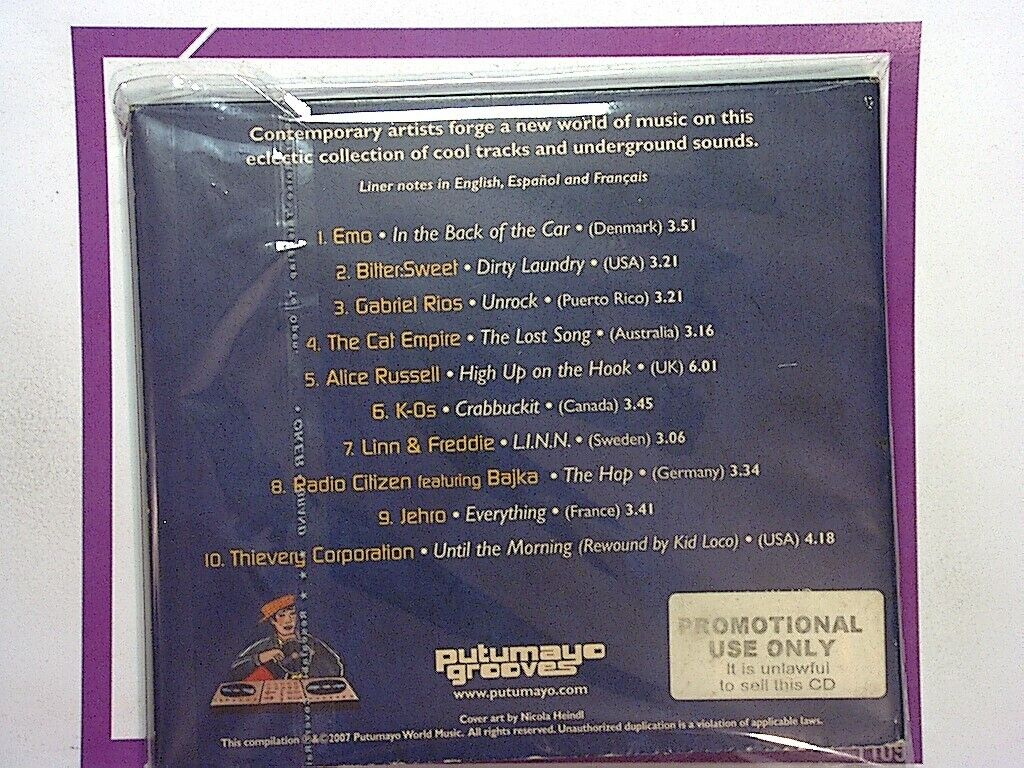 Contemporary artists forge a new world of music on this
eclectic collection of cool tracks and underground sounds.
Liner notes in English, Español and Français
1. Emo • In the Back of the Car • (Denmark) 3.51
2. Bitter:Sweet • Dirty Laundry • (USA) 3.21
3. Gabriel Rios • Unrock • (Puerto Rico) 3.21
4. The Cat Empire • The Lost Song • (Australia) 3.16
5. Alice Russell • High Up on the Hook • (UK) 6.01
6. K-Os • Crabbuckit • (Canada) 3.45
7. Linn & Freddie • L.I.N.N. • (Sweden) 3.06
8. Radio Citizen featuring Bajka • The Hop • (Germany) 3.34
9. Jehro • Everything • (France) 3.41
10. Thievery Corporation • Until the Morning (Rewound by Kid Loco) • (USA) 4.18
PROMOTIONAL
USE ONLY
It is unlawful
to sell this CD
putumayo
grooves
www.putumayo.com
Cover art by Nicola Heindl
This compilation ℗&©2007 Putumayo World Music. All rights reserved. Unauthorized duplication is a violation of applicable laws.